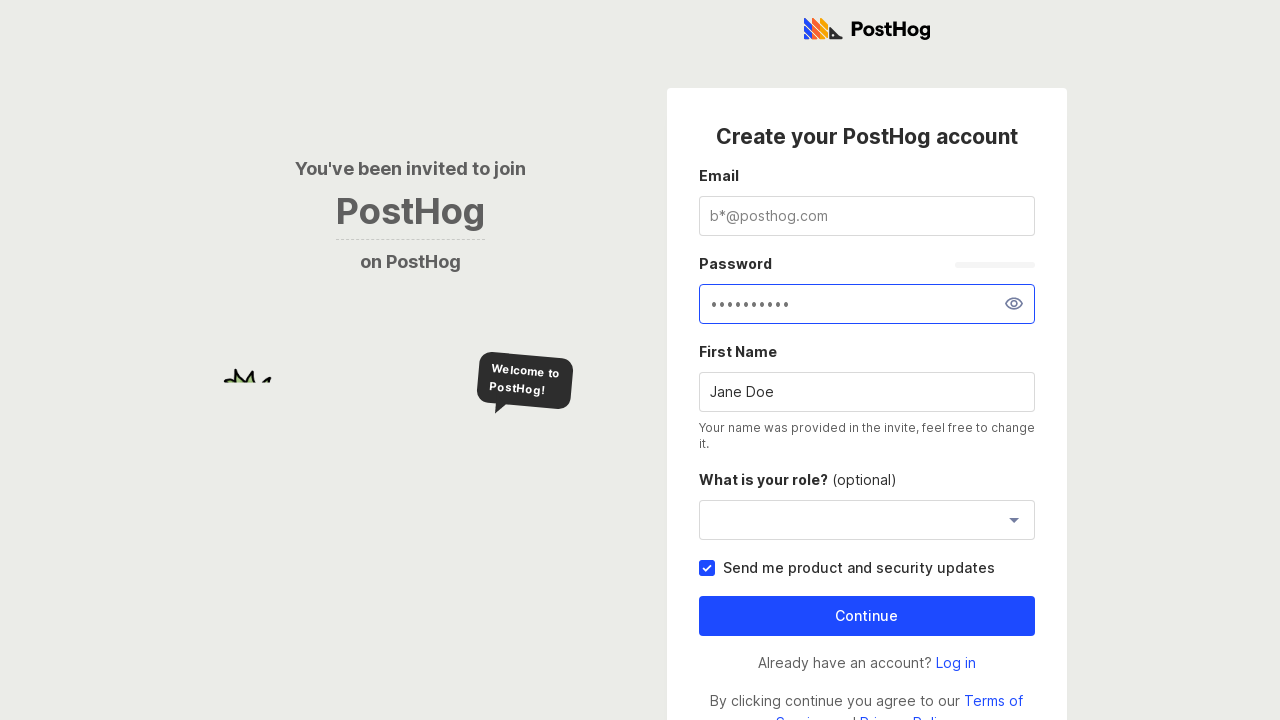 PostHog
You've been invited to join
PostHog
on PostHog
Welcome to
PostHog!
Create your PostHog account
Email
b*@posthog.com
Password
••••••••••
First Name
Jane Doe
Your name was provided in the invite, feel free to change
it.
What is your role? (optional)
Send me product and security updates
Continue
Already have an account? Log in
By clicking continue you agree to our Terms of